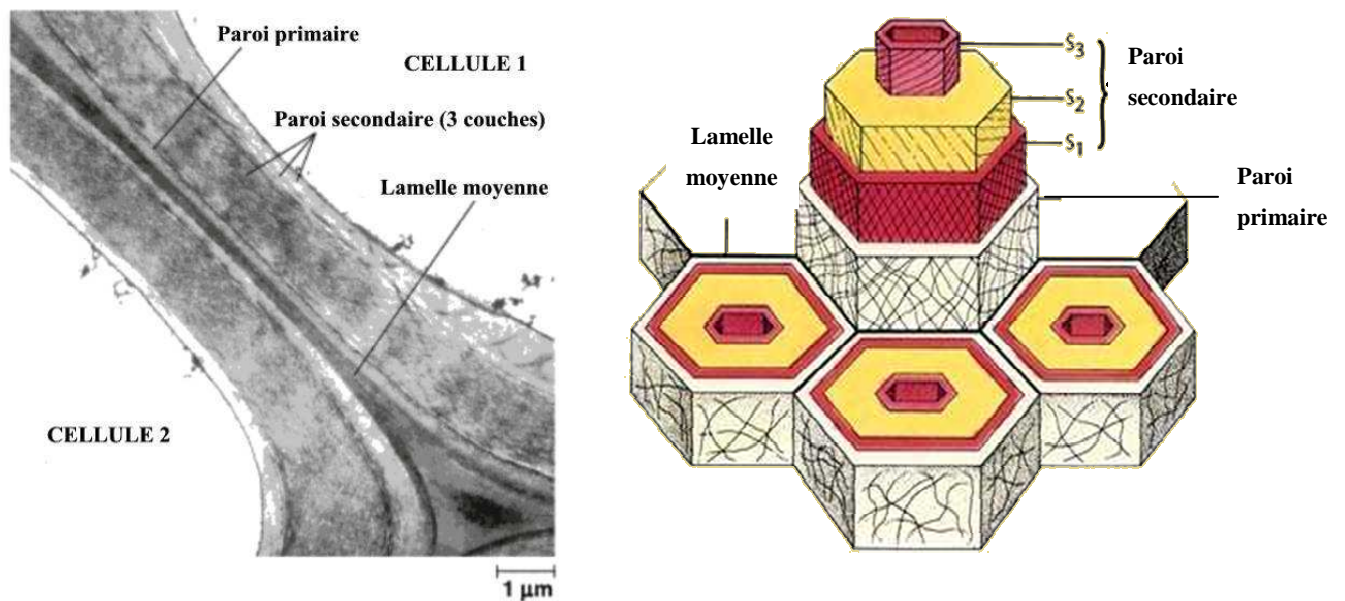 Paroi primaire
CELLULE 1
Paroi secondaire (3 couches)
Lamelle moyenne
CELLULE 2
1 µm
S3
S2
S1
Paroi
secondaire
Lamelle
moyenne
Paroi
primaire